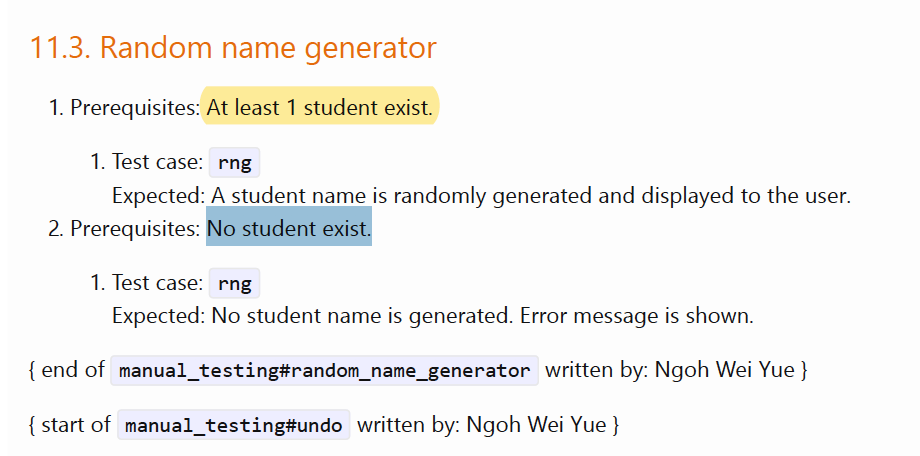 11.3. Random name generator
1. Prerequisites: At least 1 student exist.
1. Test case: rng
Expected: A student name is randomly generated and displayed to the user.
2. Prerequisites: No student exist.
1. Test case: rng
Expected: No student name is generated. Error message is shown.
{ end of manual_testing#random_name_generator written by: Ngoh Wei Yue }
{ start of manual_testing#undo written by: Ngoh Wei Yue }